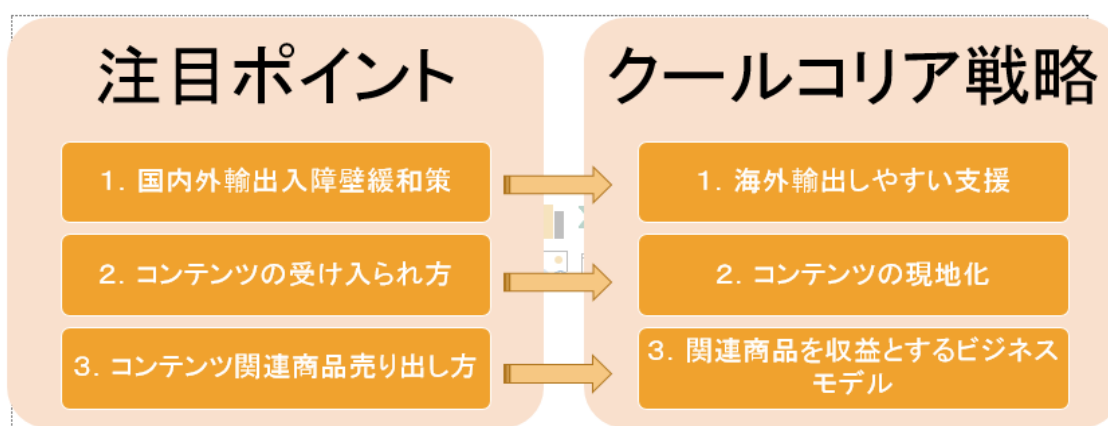 注目ポイント
1. 国内外輸出入障壁緩和策
2. コンテンツの受け入られ方
3. コンテンツ関連商品売り出し方
クールコリア戦略
1. 海外輸出しやすい支援
2. コンテンツの現地化
3. 関連商品を収益とするビジネス
モデル